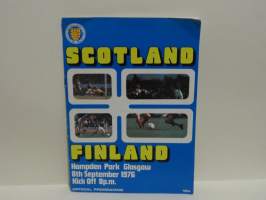 SCOTLAND
FINLAND
Hampden Park Glasgow
8th September 1976
Kick Off 8p.m.
OFFICIAL PROGRAMME